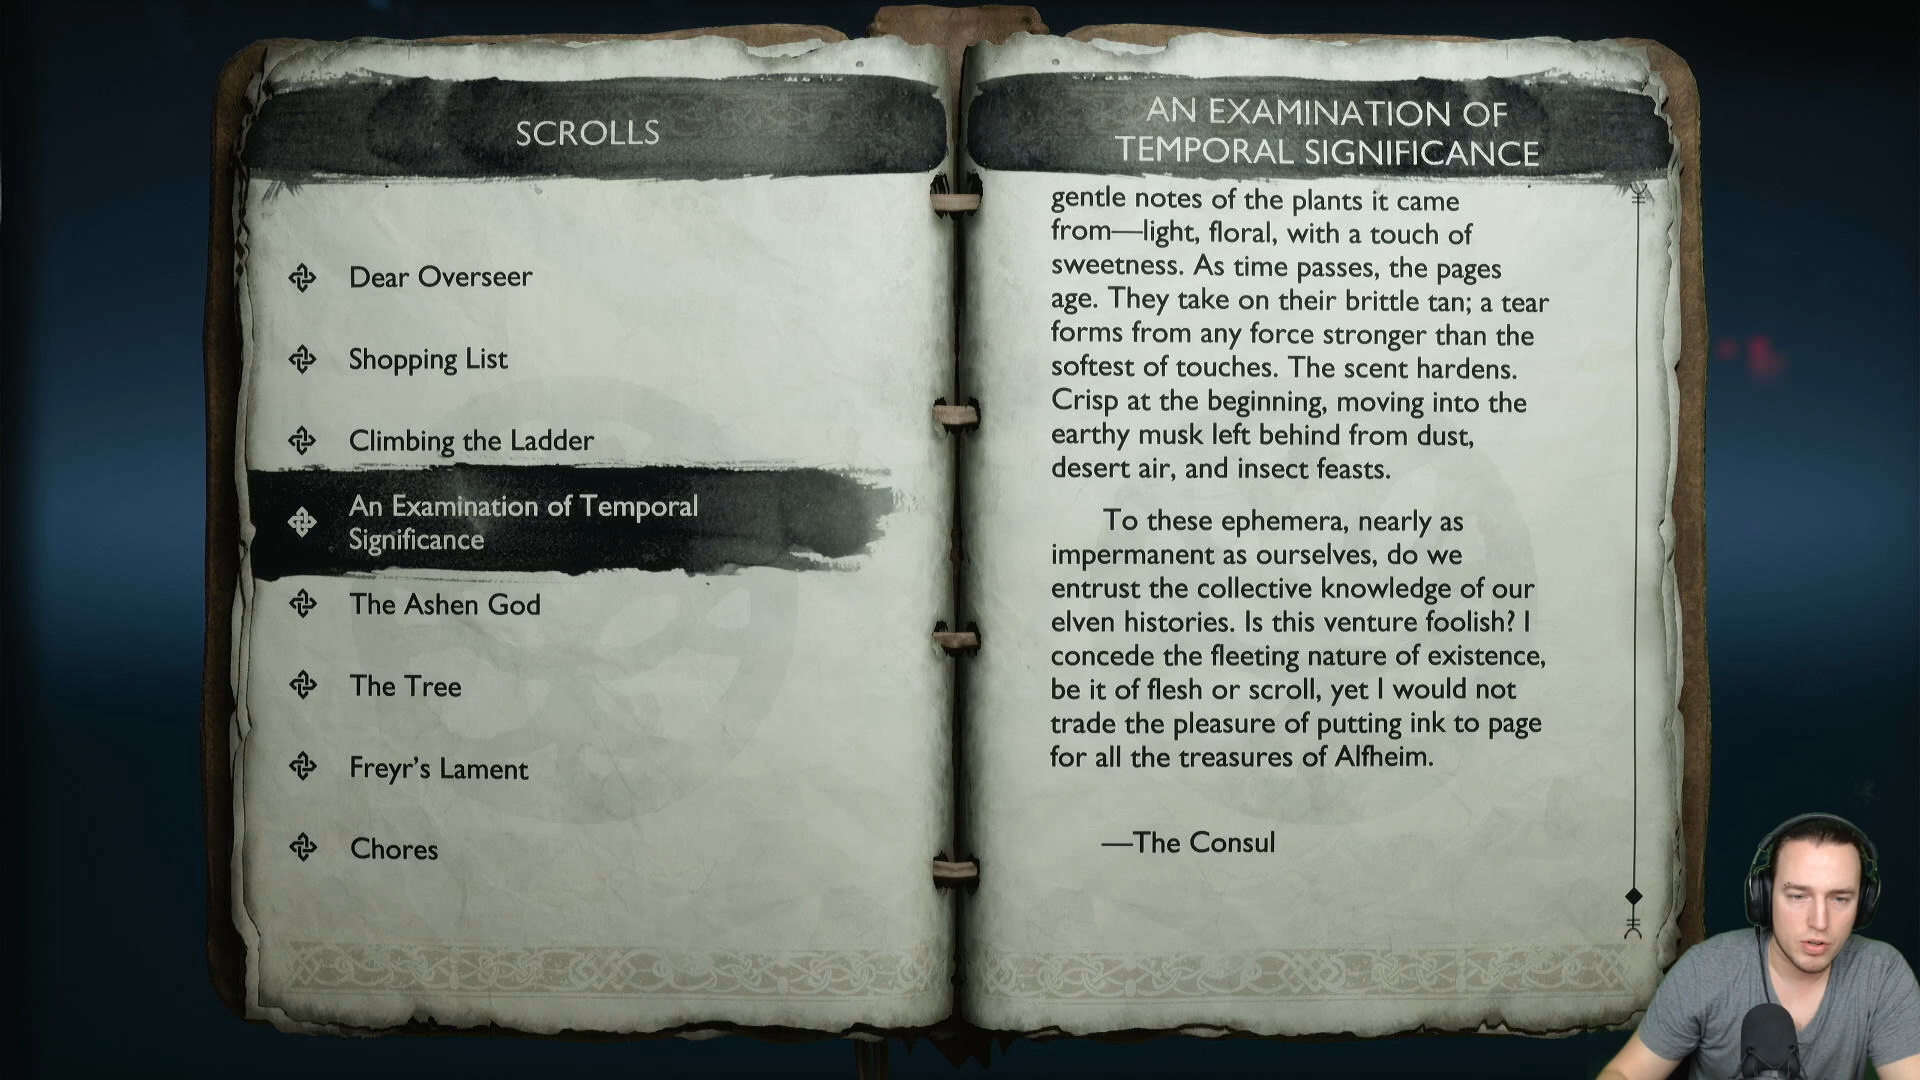 SCROLLS
Dear Overseer
Shopping List
Climbing the Ladder
An Examination of Temporal
Significance
The Ashen God
The Tree
Freyr's Lament
Chores
AN EXAMINATION OF
TEMPORAL SIGNIFICANCE
gentle notes of the plants it came
from—light, floral, with a touch of
sweetness. As time passes, the pages
age. They take on their brittle tan; a tear
forms from any force stronger than the
softest of touches. The scent hardens.
Crisp at the beginning, moving into the
earthy musk left behind from dust,
desert air, and insect feasts.
To these ephemera, nearly as
impermanent as ourselves, do we
entrust the collective knowledge of our
elven histories. Is this venture foolish? I
concede the fleeting nature of existence,
be it of flesh or scroll, yet I would not
trade the pleasure of putting ink to page
for all the treasures of Alfheim.
—The Consul